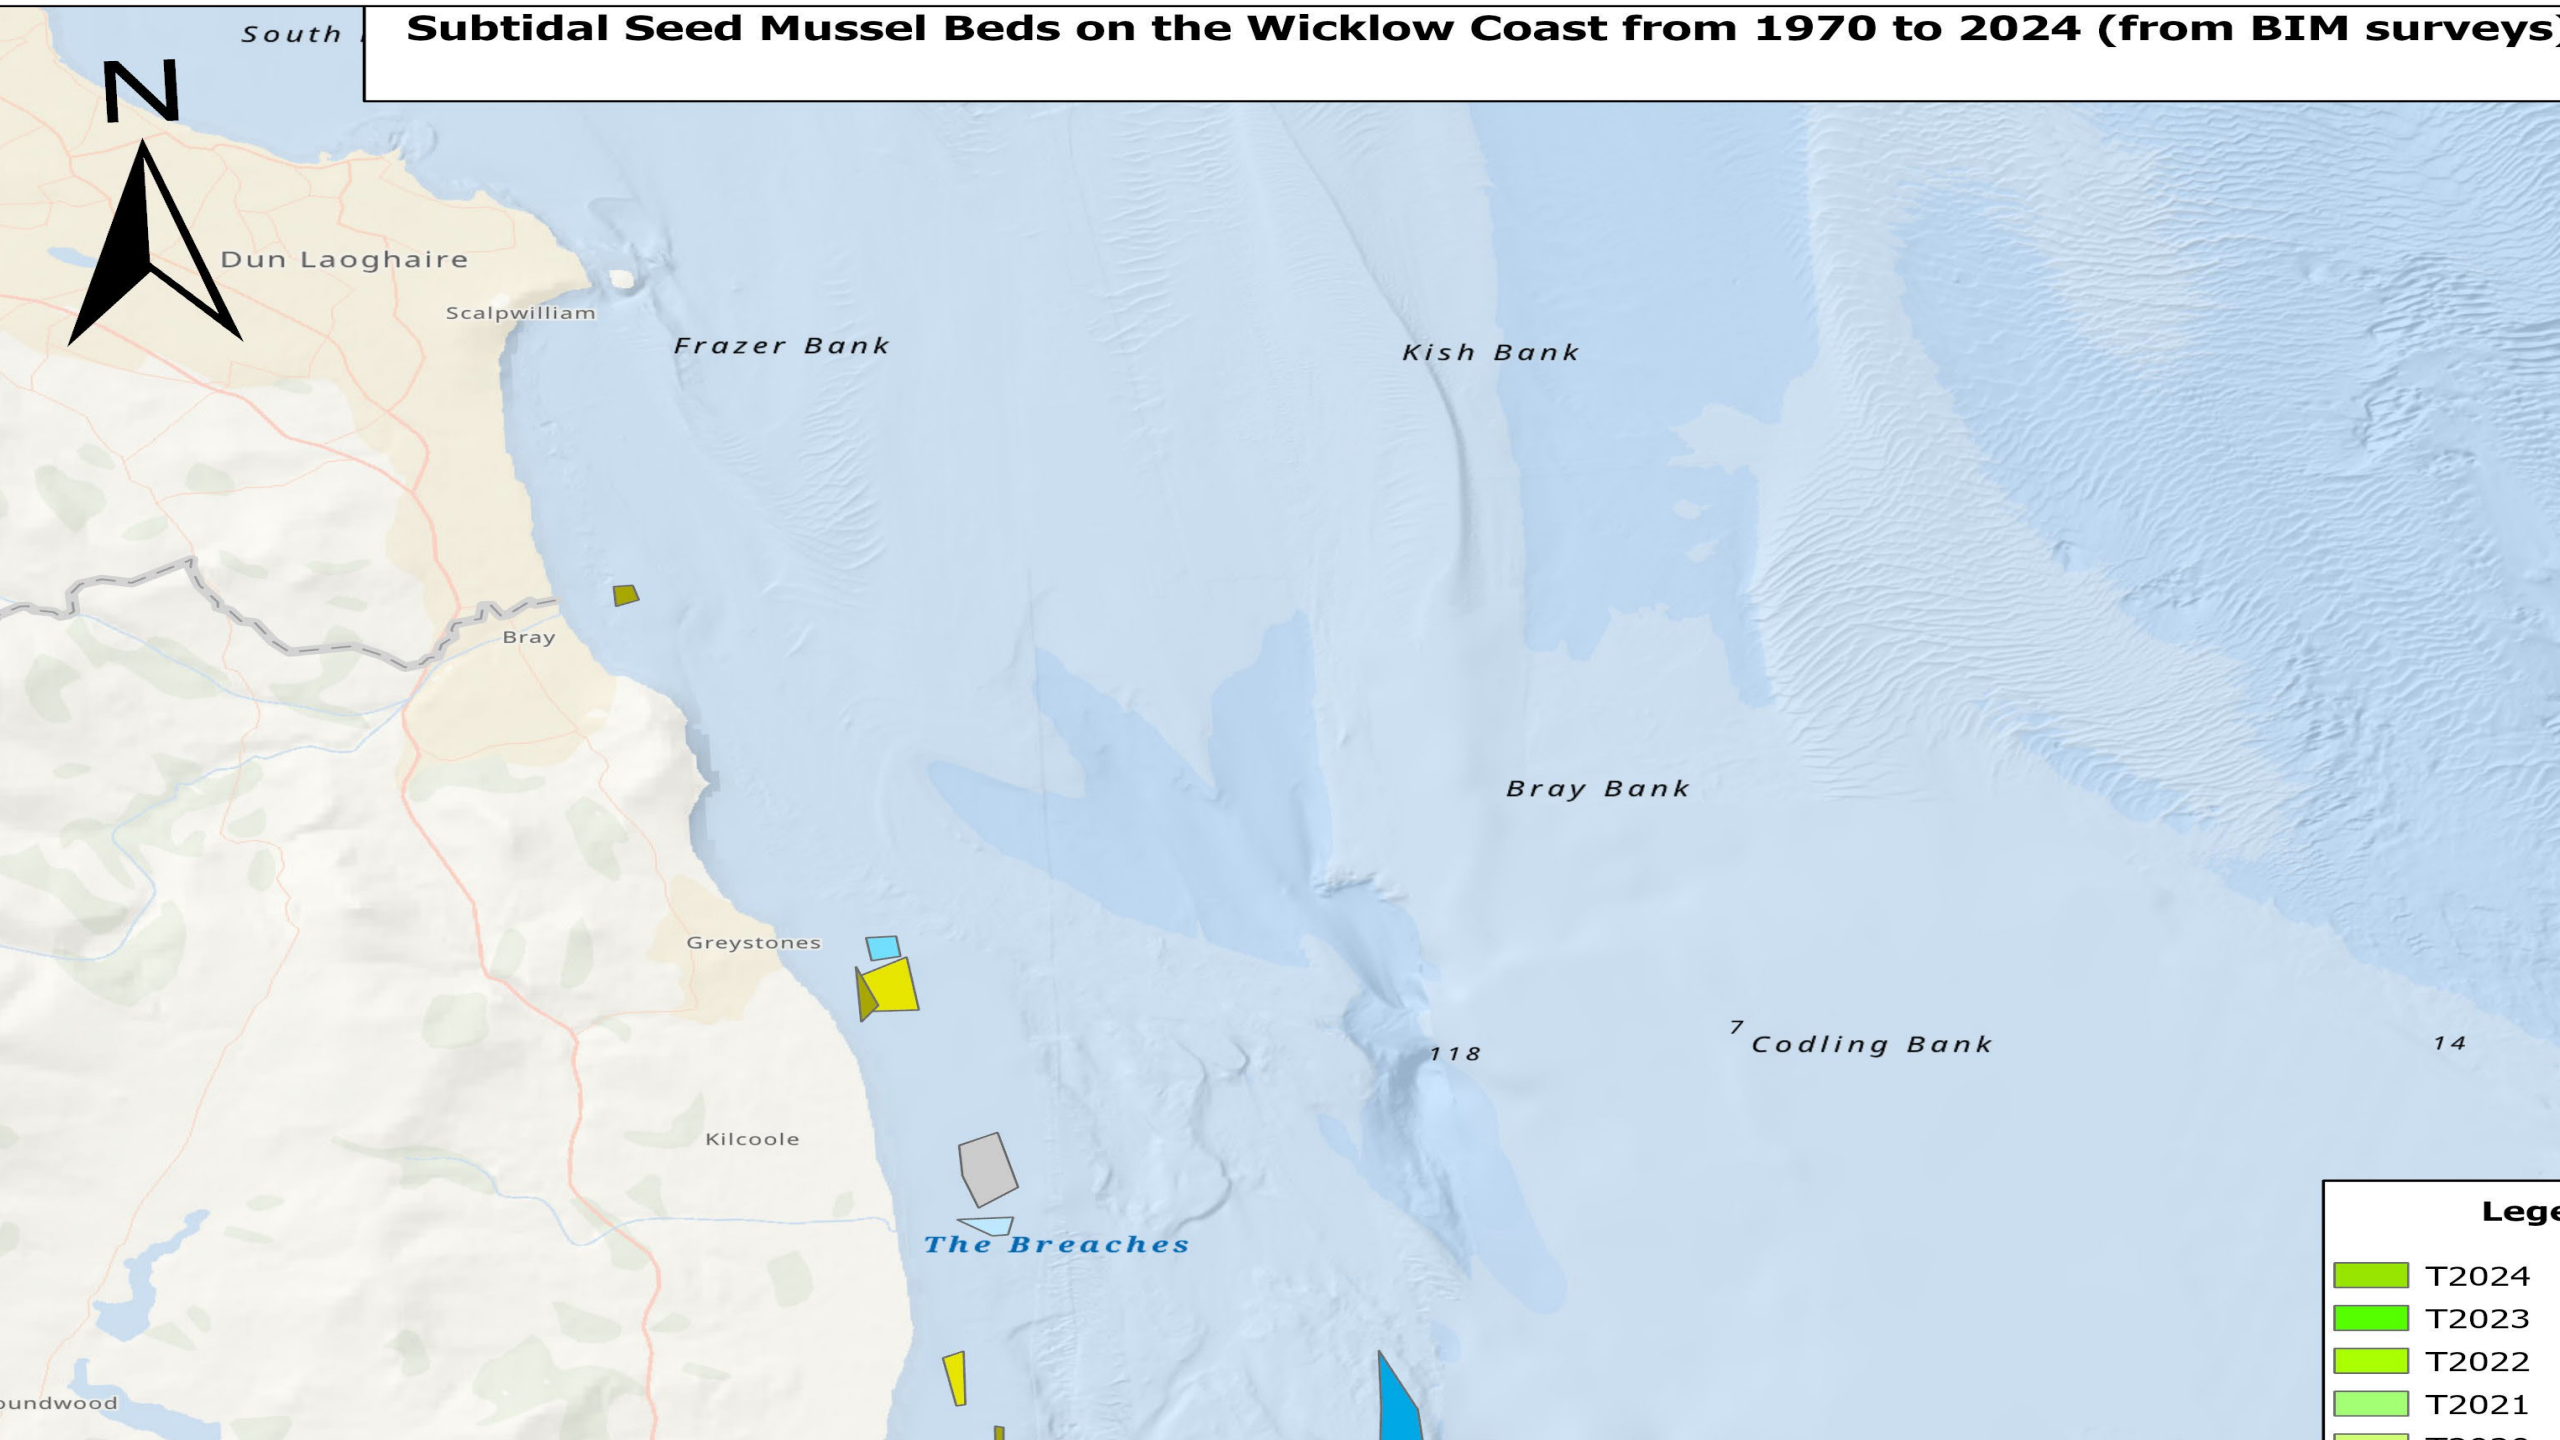 South
Subtidal Seed Mussel Beds on the Wicklow Coast from 1970 to 2024 (from BIM surveys)
N
Dun Laoghaire
Scalpwilliam
Frazer Bank
Kish Bank
Bray
Bray Bank
Greystones
7
Codling Bank
14
118
Kilcoole
The Breaches
Lege
T2024
T2023
T2022
T2021
oundwood